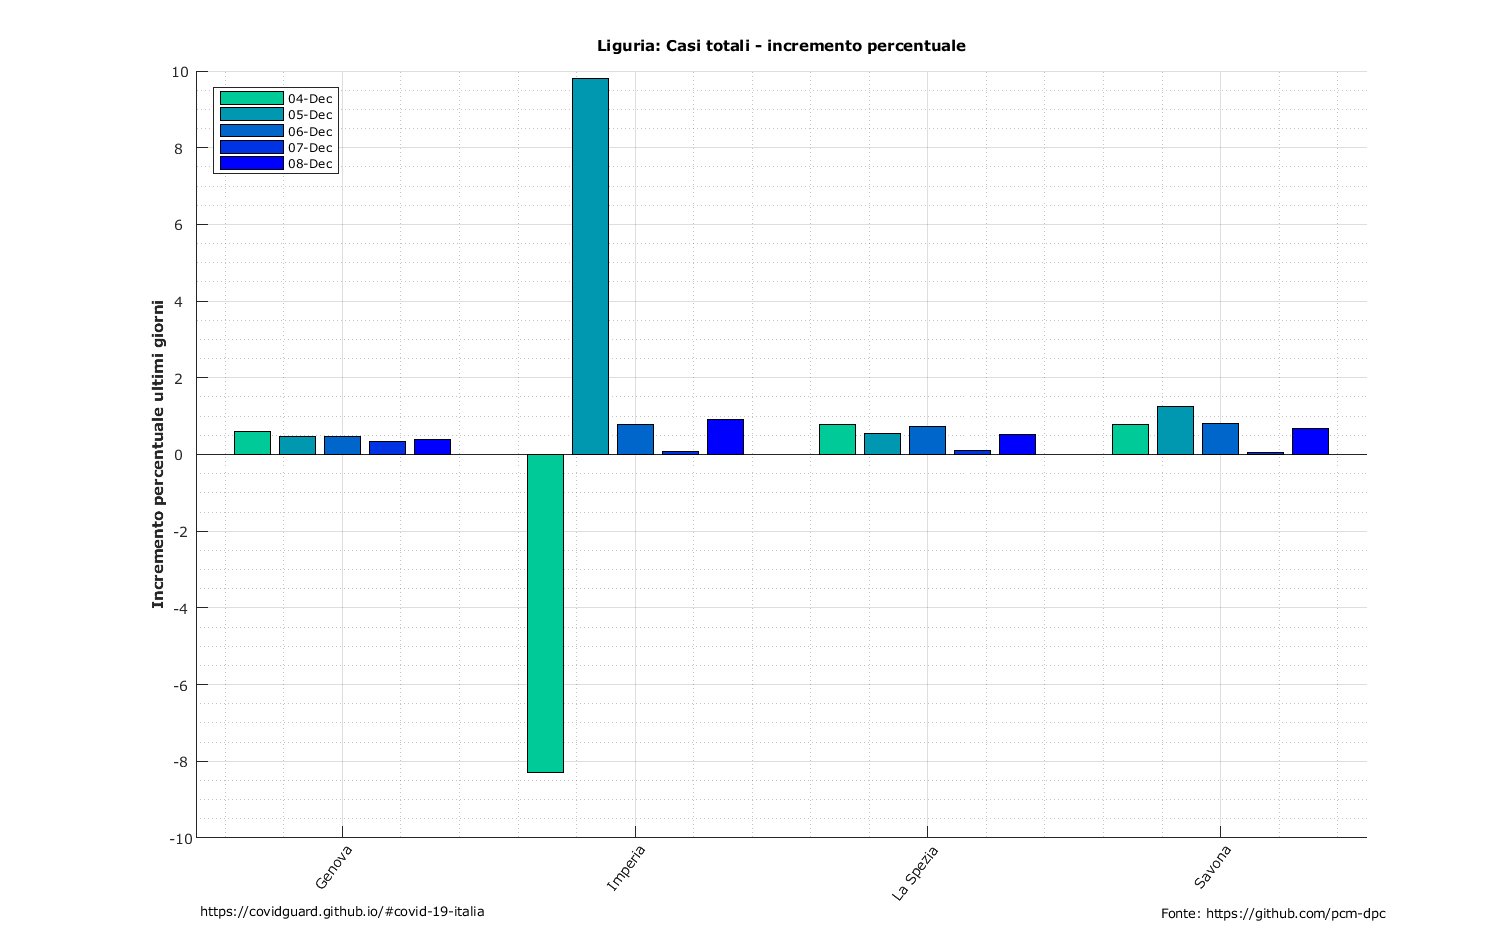 Liguria: Casi totali - incremento percentuale
04-Dec
05-Dec
06-Dec
07-Dec
08-Dec
Incremento percentuale ultimi giorni
10
8
6
4
2
0
-2
-4
-6
-8
-10
Genova
Imperia
La Spezia
Savona
https://covidguard.github.io/#covid-19-italia
Fonte: https://github.com/pcm-dpc